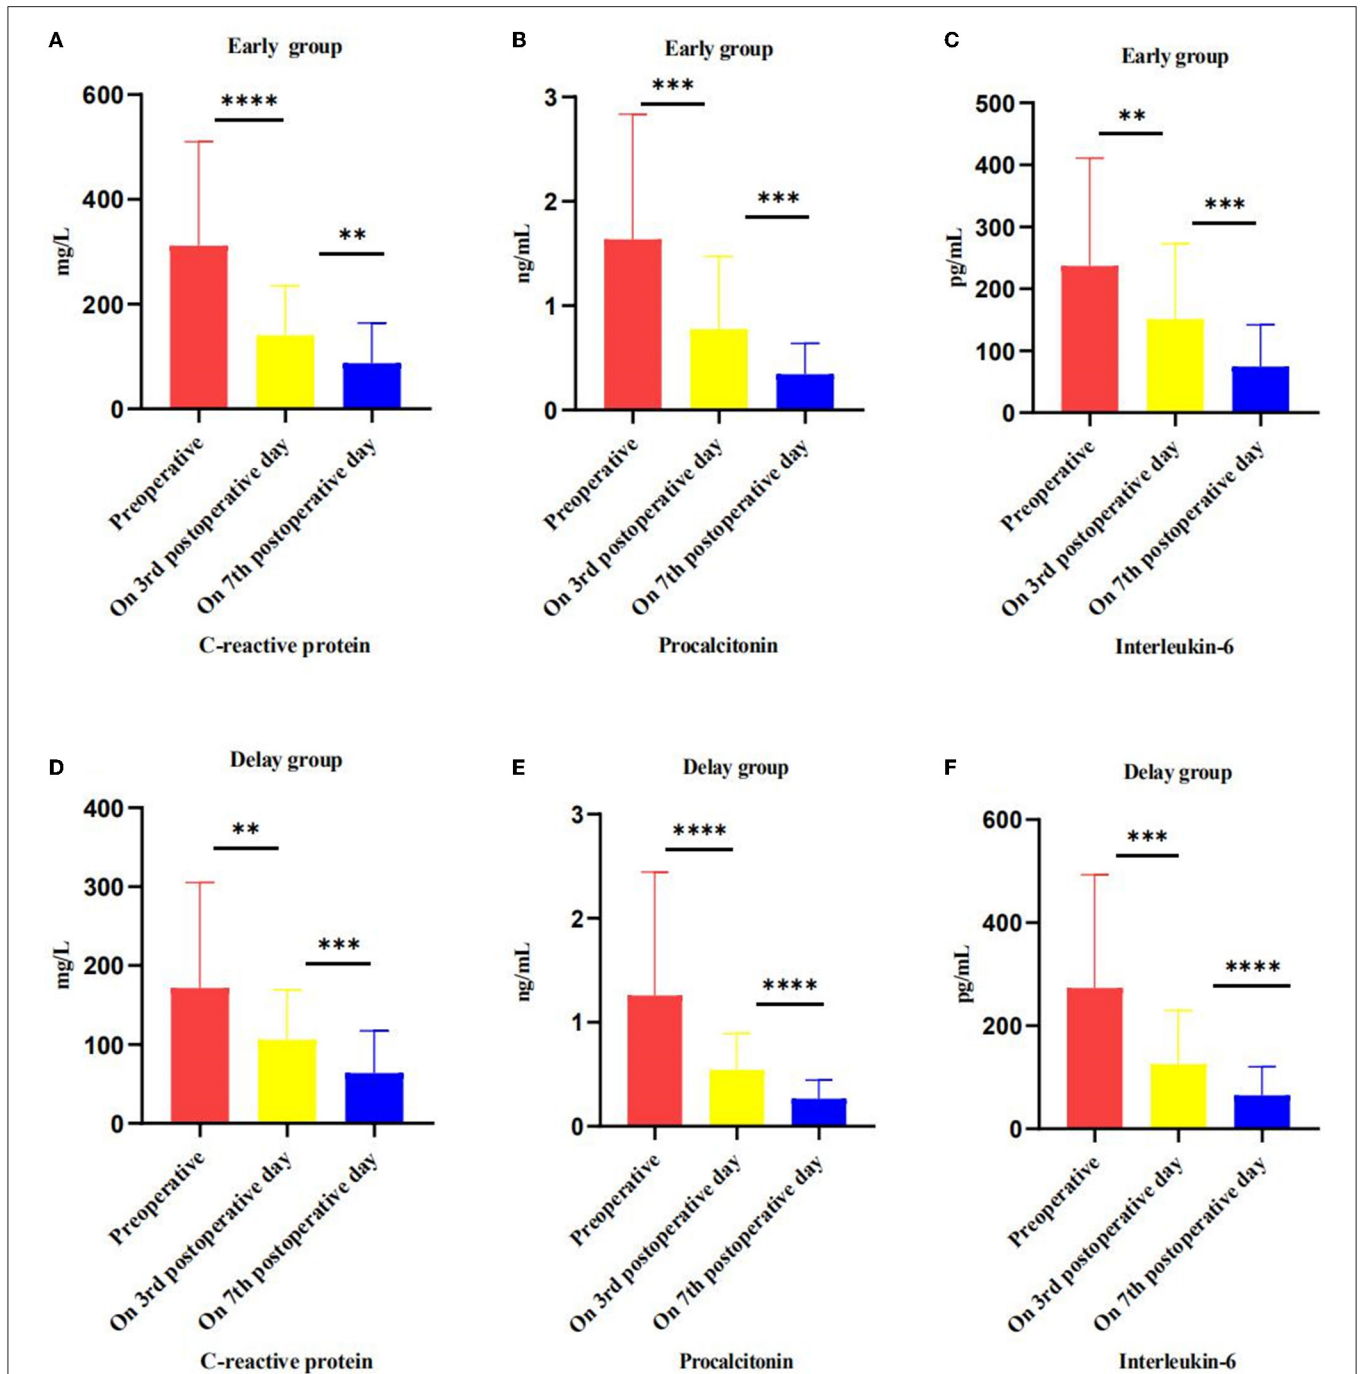 A
Early group
600
400
200
0
mg/L
****
**
Preoperative
On 3rd postoperative day
On 7th postoperative day
C-reactive protein
B
Early group
3
2
1
0
ng/mL
***
***
Preoperative
On 3rd postoperative day
On 7th postoperative day
Procalcitonin
C
Early group
500
400
300
200
100
0
pg/mL
**
***
Preoperative
On 3rd postoperative day
On 7th postoperative day
Interleukin-6
D
Delay group
400
300
200
100
0
mg/L
**
***
Preoperative
On 3rd postoperative day
On 7th postoperative day
C-reactive protein
E
Delay group
3
2
1
0
ng/mL
****
****
Preoperative
On 3rd postoperative day
On 7th postoperative day
Procalcitonin
F
Delay group
600
400
200
0
pg/mL
***
****
Preoperative
On 3rd postoperative day
On 7th postoperative day
Interleukin-6